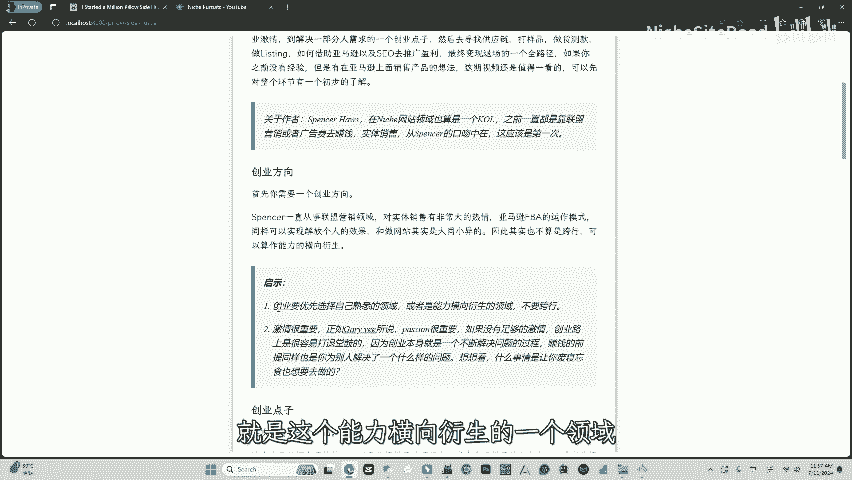 InPrivate
I Started a Million Pillow Side H
Niche Pursuits - YouTube
NicheSiteRoad
业激情，到解决一部分人需求的一个创业点子，然后去寻找供应链，打样品，做检测款，
做Listing，如何借助亚马逊以及SEO去推广盈利，最终变现退场的一个全路径，如果你
之前没有经验，但是有在亚马逊上面销售产品的想法，这期视频还是值得一看的，可以先
对整个环节有一个初步的了解。
关于作者：Spencer Haws，在Niche网站领域也算是一个KOL，之前一直都是靠联盟
营销或者广告费去赚钱，实体销售，从Spencer的口吻中在，这应该是第一次。
创业方向
首先你需要一个创业方向。
Spencer一直从事联盟营销领域，对实体销售有非常大的热情，亚马逊FBA的运作模式，
同样可以实现解放个人的效果，和做网站其实是大同小异的。因此其实也不算是跨行，可
以算作能力的横向衍生。
启示：
1. 创业要优先选择自己熟悉的领域，或者是能力横向衍生的领域，不要跨行。
2. 激情很重要，正如Gary vee所说，passion很重要，如果没有足够的激情，创业路
上是很容易打退堂鼓的，因为创业本身就是一个不断解决问题的过程，赚钱的前
提同样也是你为别人解决了一个什么样的问题。想想看，什么事情是让你废寝忘
食也想要去做的？
创业点子
就是这个能力横向衍生的一个领域
Search